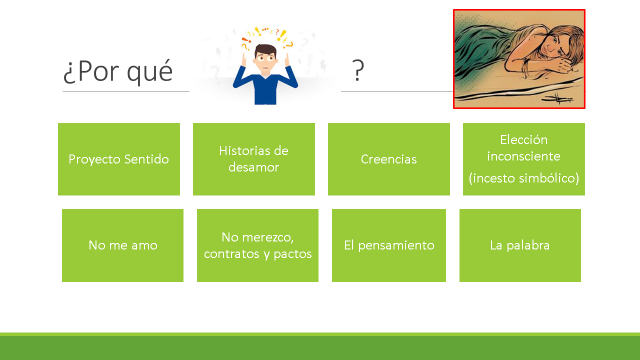 ¿Por qué ?
Proyecto Sentido
Historias de
desamor
Creencias
Elección
inconsciente
(incesto simbólico)
No me amo
No merezco,
contratos y pactos
El pensamiento
La palabra